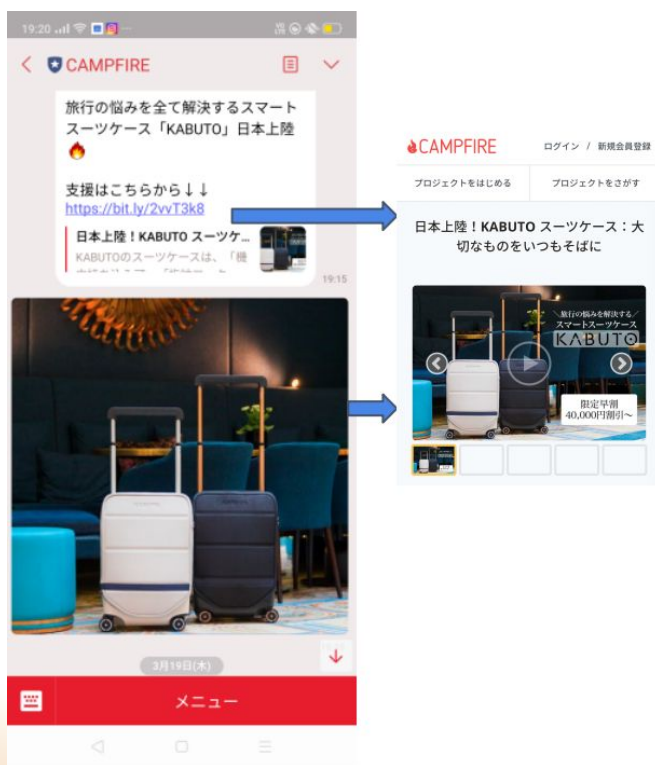 19:20
CAMPFIRE
旅行の悩みを全て解決するスマート
スーツケース「KABUTO」日本上陸
支援はこちらから↓↓
https://bit.ly/2vvT3k8
日本上陸！KABUTO スーツケ...
KABUTOのスーツケースは、「機
19:15
3月19日(木)
メニュー
CAMPFIRE
ログイン / 新規会員登録
プロジェクトをはじめる
プロジェクトをさがす
日本上陸！KABUTO スーツケース：大
切なものをいつもそばに
＼旅行の悩みを解決する／
スマートスーツケース
KABUTO
限定早割
40,000円割引〜